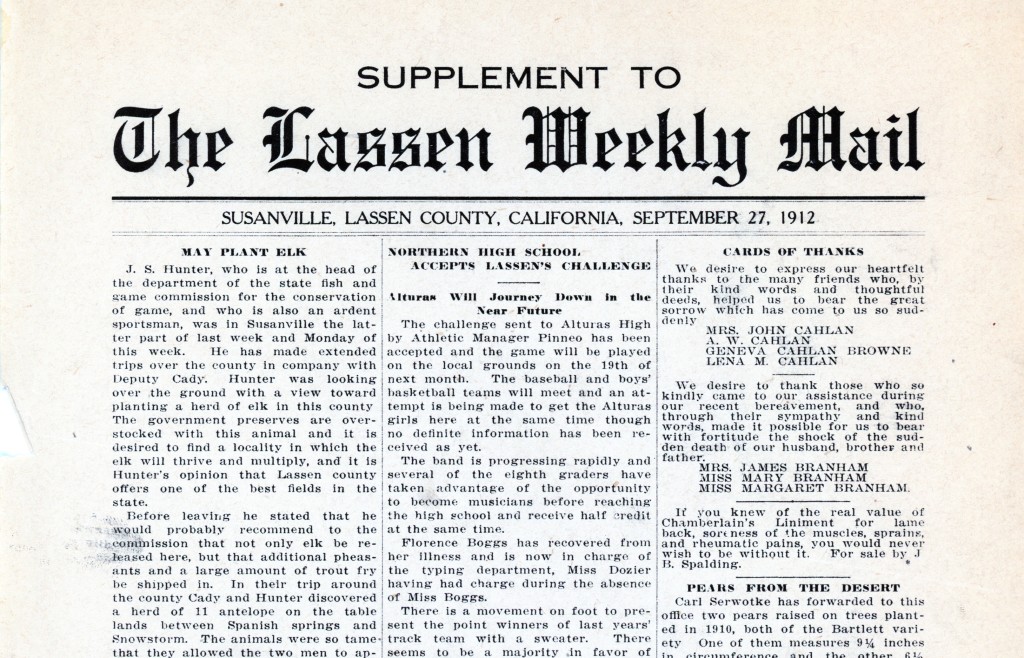 SUPPLEMENT TO
The Lassen Weekly Mail
SUSANVILLE, LASSEN COUNTY, CALIFORNIA, SEPTEMBER 27, 1912
MAY PLANT ELK
J. S. Hunter, who is at the head of
the department of the state fish and
game commission for the conservation
of game, and who is also an ardent
sportsman, was in Susanville the lat-
ter part of last week and Monday of
this week. He has made extended
trips over the county in company with
Deputy Cady. Hunter was looking
over the ground with a view toward
planting a herd of elk in this county
The government preserves are over-
stocked with this animal and it is
desired to find a locality in which the
elk will thrive and multiply, and it is
Hunter's opinion that Lassen county
offers one of the best fields in the
state.
Before leaving he stated that he
would probably recommend to the
commission that not only elk be re-
leased here, but that additional pheas-
ants and a large amount of trout fry
be shipped in. In their trip around
the county Cady and Hunter discovered
a herd of 11 antelope on the table
lands between Spanish springs and
Snowstorm. The animals were so tame
that they allowed the two men to ap-
NORTHERN HIGH SCHOOL
ACCEPTS LASSEN'S CHALLENGE
Alturas Will Journey Down in the
Near Future
The challenge sent to Alturas High
by Athletic Manager Pinneo has been
accepted and the game will be played
on the local grounds on the 19th of
next month. The baseball and boys'
basketball teams will meet and an at-
tempt is being made to get the Alturas
girls here at the same time though
no definite information has been re-
ceived as yet.
The band is progressing rapidly and
several of the eighth graders have
taken advantage of the opportunity
to become musicians before reaching
the high school and receive half credit
at the same time.
Florence Boggs has recovered from
her illness and is now in charge of
the typing department, Miss Dozier
having had charge during the absence
of Miss Boggs.
There is a movement on foot to pre-
sent the point winners of last years'
track team with a sweater. There
seems to be a majority in favor of
CARDS OF THANKS
We desire to express our heartfelt
thanks to the many friends who, by
their kind words and thoughtful
deeds, helped us to bear the great
sorrow which has come to us so sud-
denly
MRS. JOHN CAHLAN
A. W. CAHLAN
GENEVA CAHLAN BROWNE
LENA M. CAHLAN
We desire to thank those who so
kindly came to our assistance during
our recent bereavement, and who,
through their sympathy and kind
words, made it possible for us to bear
with fortitude the shock of the sud-
den death of our husband, brother and
father.
MRS. JAMES BRANHAM
MISS MARY BRANHAM
MISS MARGARET BRANHAM.
If you knew of the real value of
Chamberlain's Liniment for lame
back, soreness of the muscles, sprains,
and rheumatic pains, you would never
wish to be without it. For sale by J
B. Spalding.
PEARS FROM THE DESERT
Carl Serwotke has forwarded to this
office two pears raised on trees plant-
ed in 1910, both of the Bartlett vari-
ety One of them measures 9¼ inches
in circumference and the other 6¼